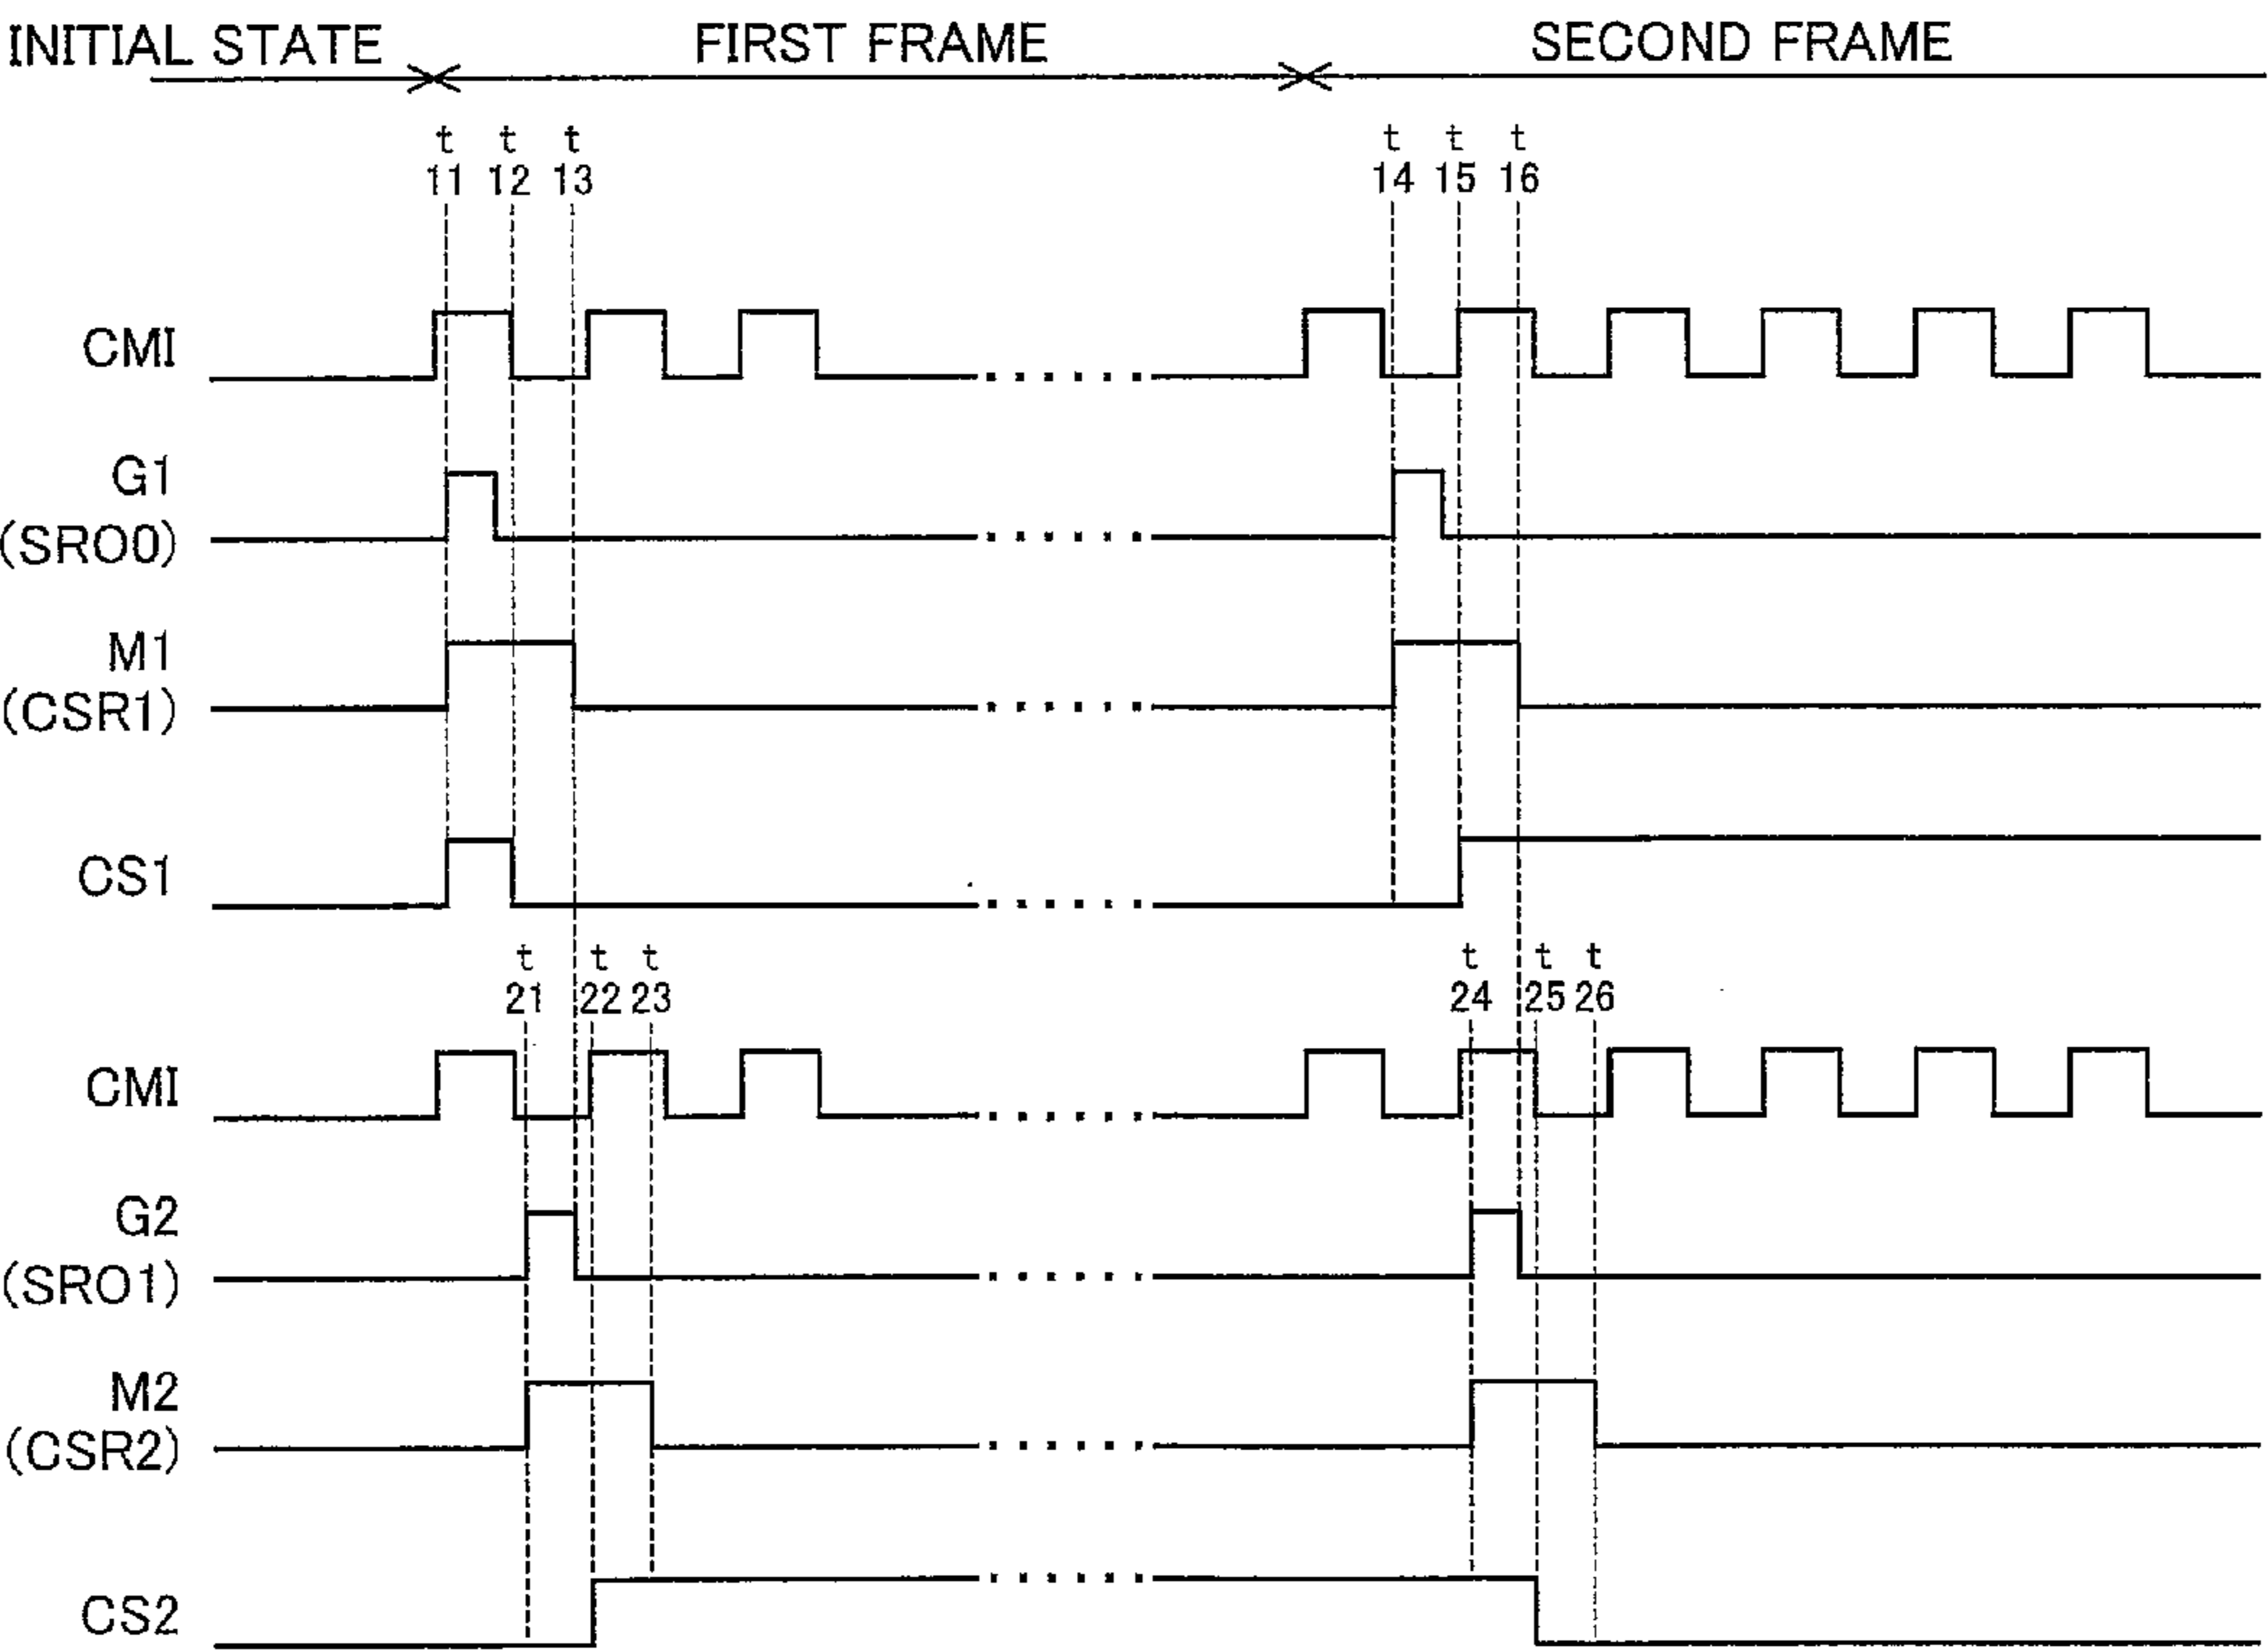 INITIAL STATE FIRST FRAME SECOND FRAME
t t t t t t
11 12 13 14 15 16
CMI
G1
(SRO0)
M1
(CSR1)
CS1
t t t t t t
21 22 23 24 25 26
CMI
G2
(SRO1)
M2
(CSR2)
CS2